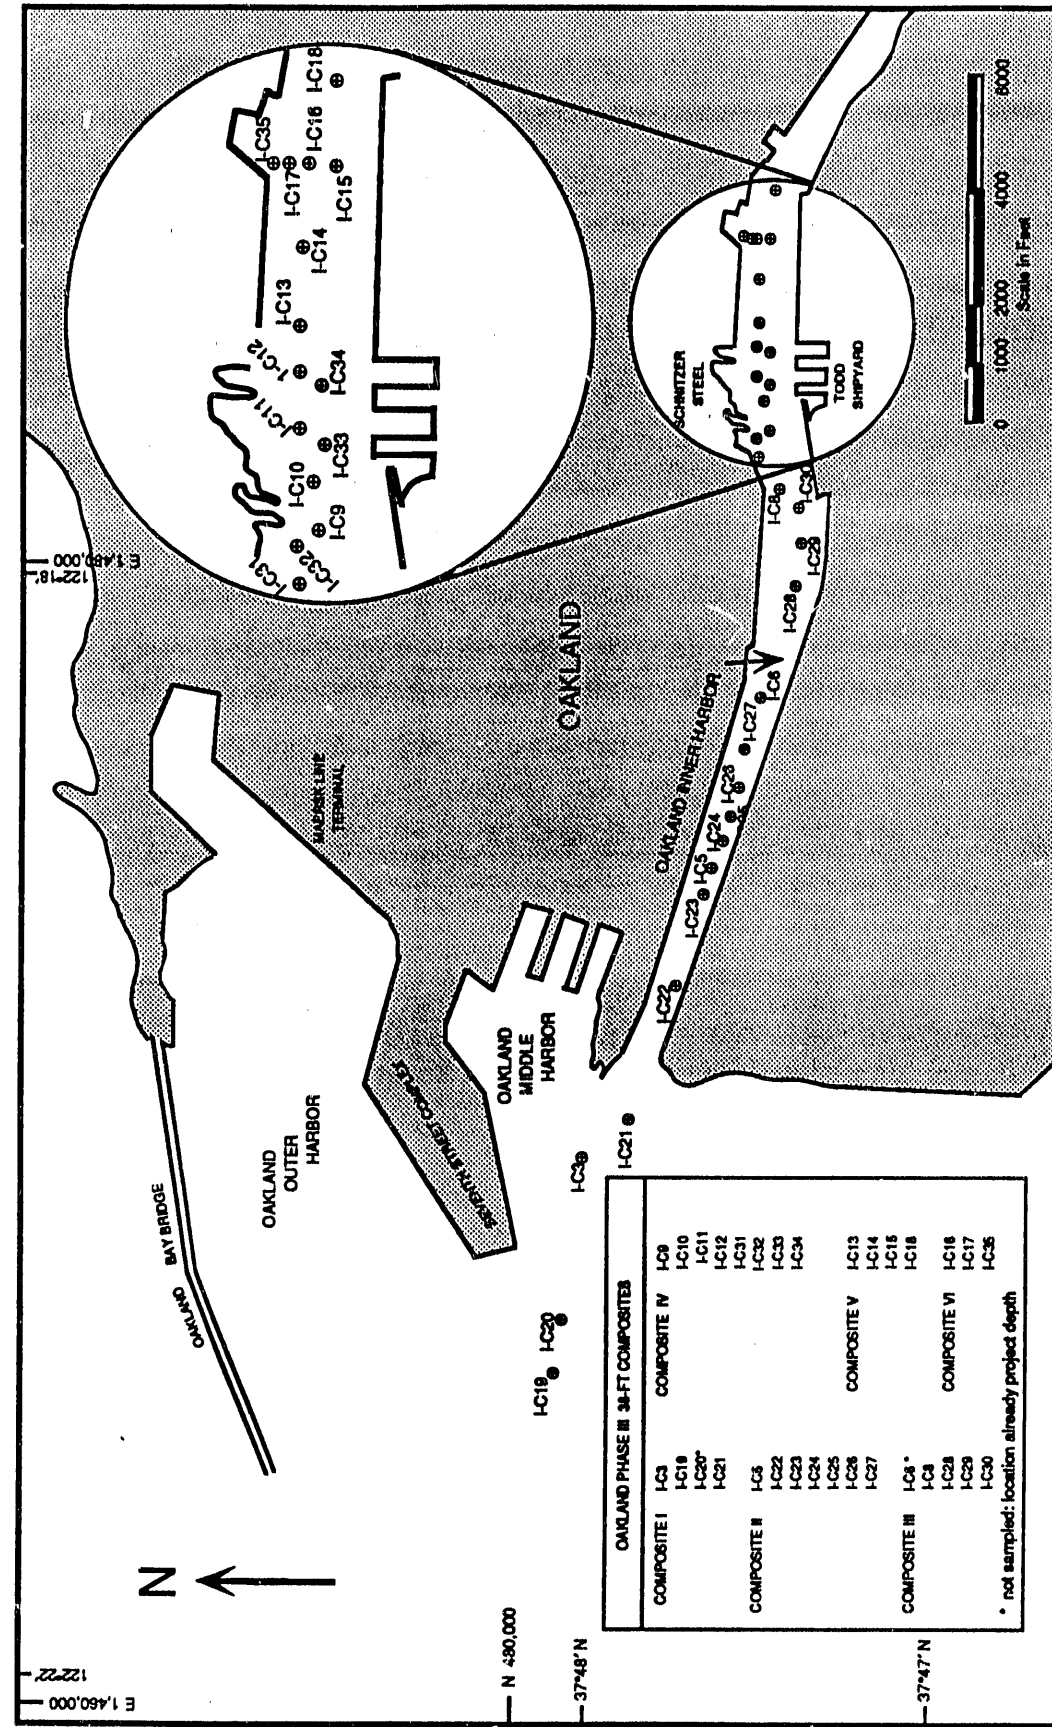 E 1,460,000
122°22'
E 1,480,000
122°18'
N 480,000
37°48' N
37°47' N
N
OAKLAND BAY BRIDGE
OAKLAND
OUTER
HARBOR
MAERSK LINE
TERMINAL
SEVENTH STREET COMPLEX
OAKLAND
MIDDLE
HARBOR
OAKLAND
OAKLAND INNER HARBOR
SCHNITZER
STEEL
TODD
SHIPYARD
I-C19
I-C20
I-C3
I-C21
I-C22
I-C23
I-C5
I-C24
I-C26
I-C27
I-C6
I-C28
I-C29
I-C8
I-C30
I-C31
I-C32
I-C9
I-C10
I-C33
I-C11
I-C34
I-C12
I-C13
I-C14
I-C15
I-C17
I-C16
I-C35
I-C18
0 1000 2000 4000 6000
Scale in Feet
OAKLAND PHASE III 38-FT COMPOSITES
COMPOSITE I I-C3
I-C19
I-C20*
I-C21
COMPOSITE II I-C5
I-C22
I-C23
I-C24
I-C25
I-C26
I-C27
COMPOSITE III I-C6 *
I-C8
I-C28
I-C29
I-C30
COMPOSITE IV I-C9
I-C10
I-C11
I-C12
I-C31
I-C32
I-C33
I-C34
COMPOSITE V I-C13
I-C14
I-C15
I-C18
COMPOSITE VI I-C16
I-C17
I-C35
* not sampled: location already project depth